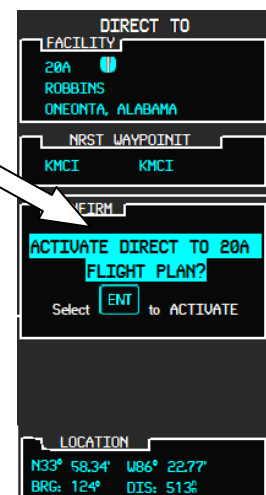 DIRECT TO
FACILITY
20A
ROBBINS
ONEONTA, ALABAMA
NRST WAYPOINIT
KMCI KMCI
NFIRM
ACTIVATE DIRECT TO 20A
FLIGHT PLAN?
Select ENT to ACTIVATE
LOCATION
N33° 58.34' W86° 22.77'
BRG: 124° DIS: 513